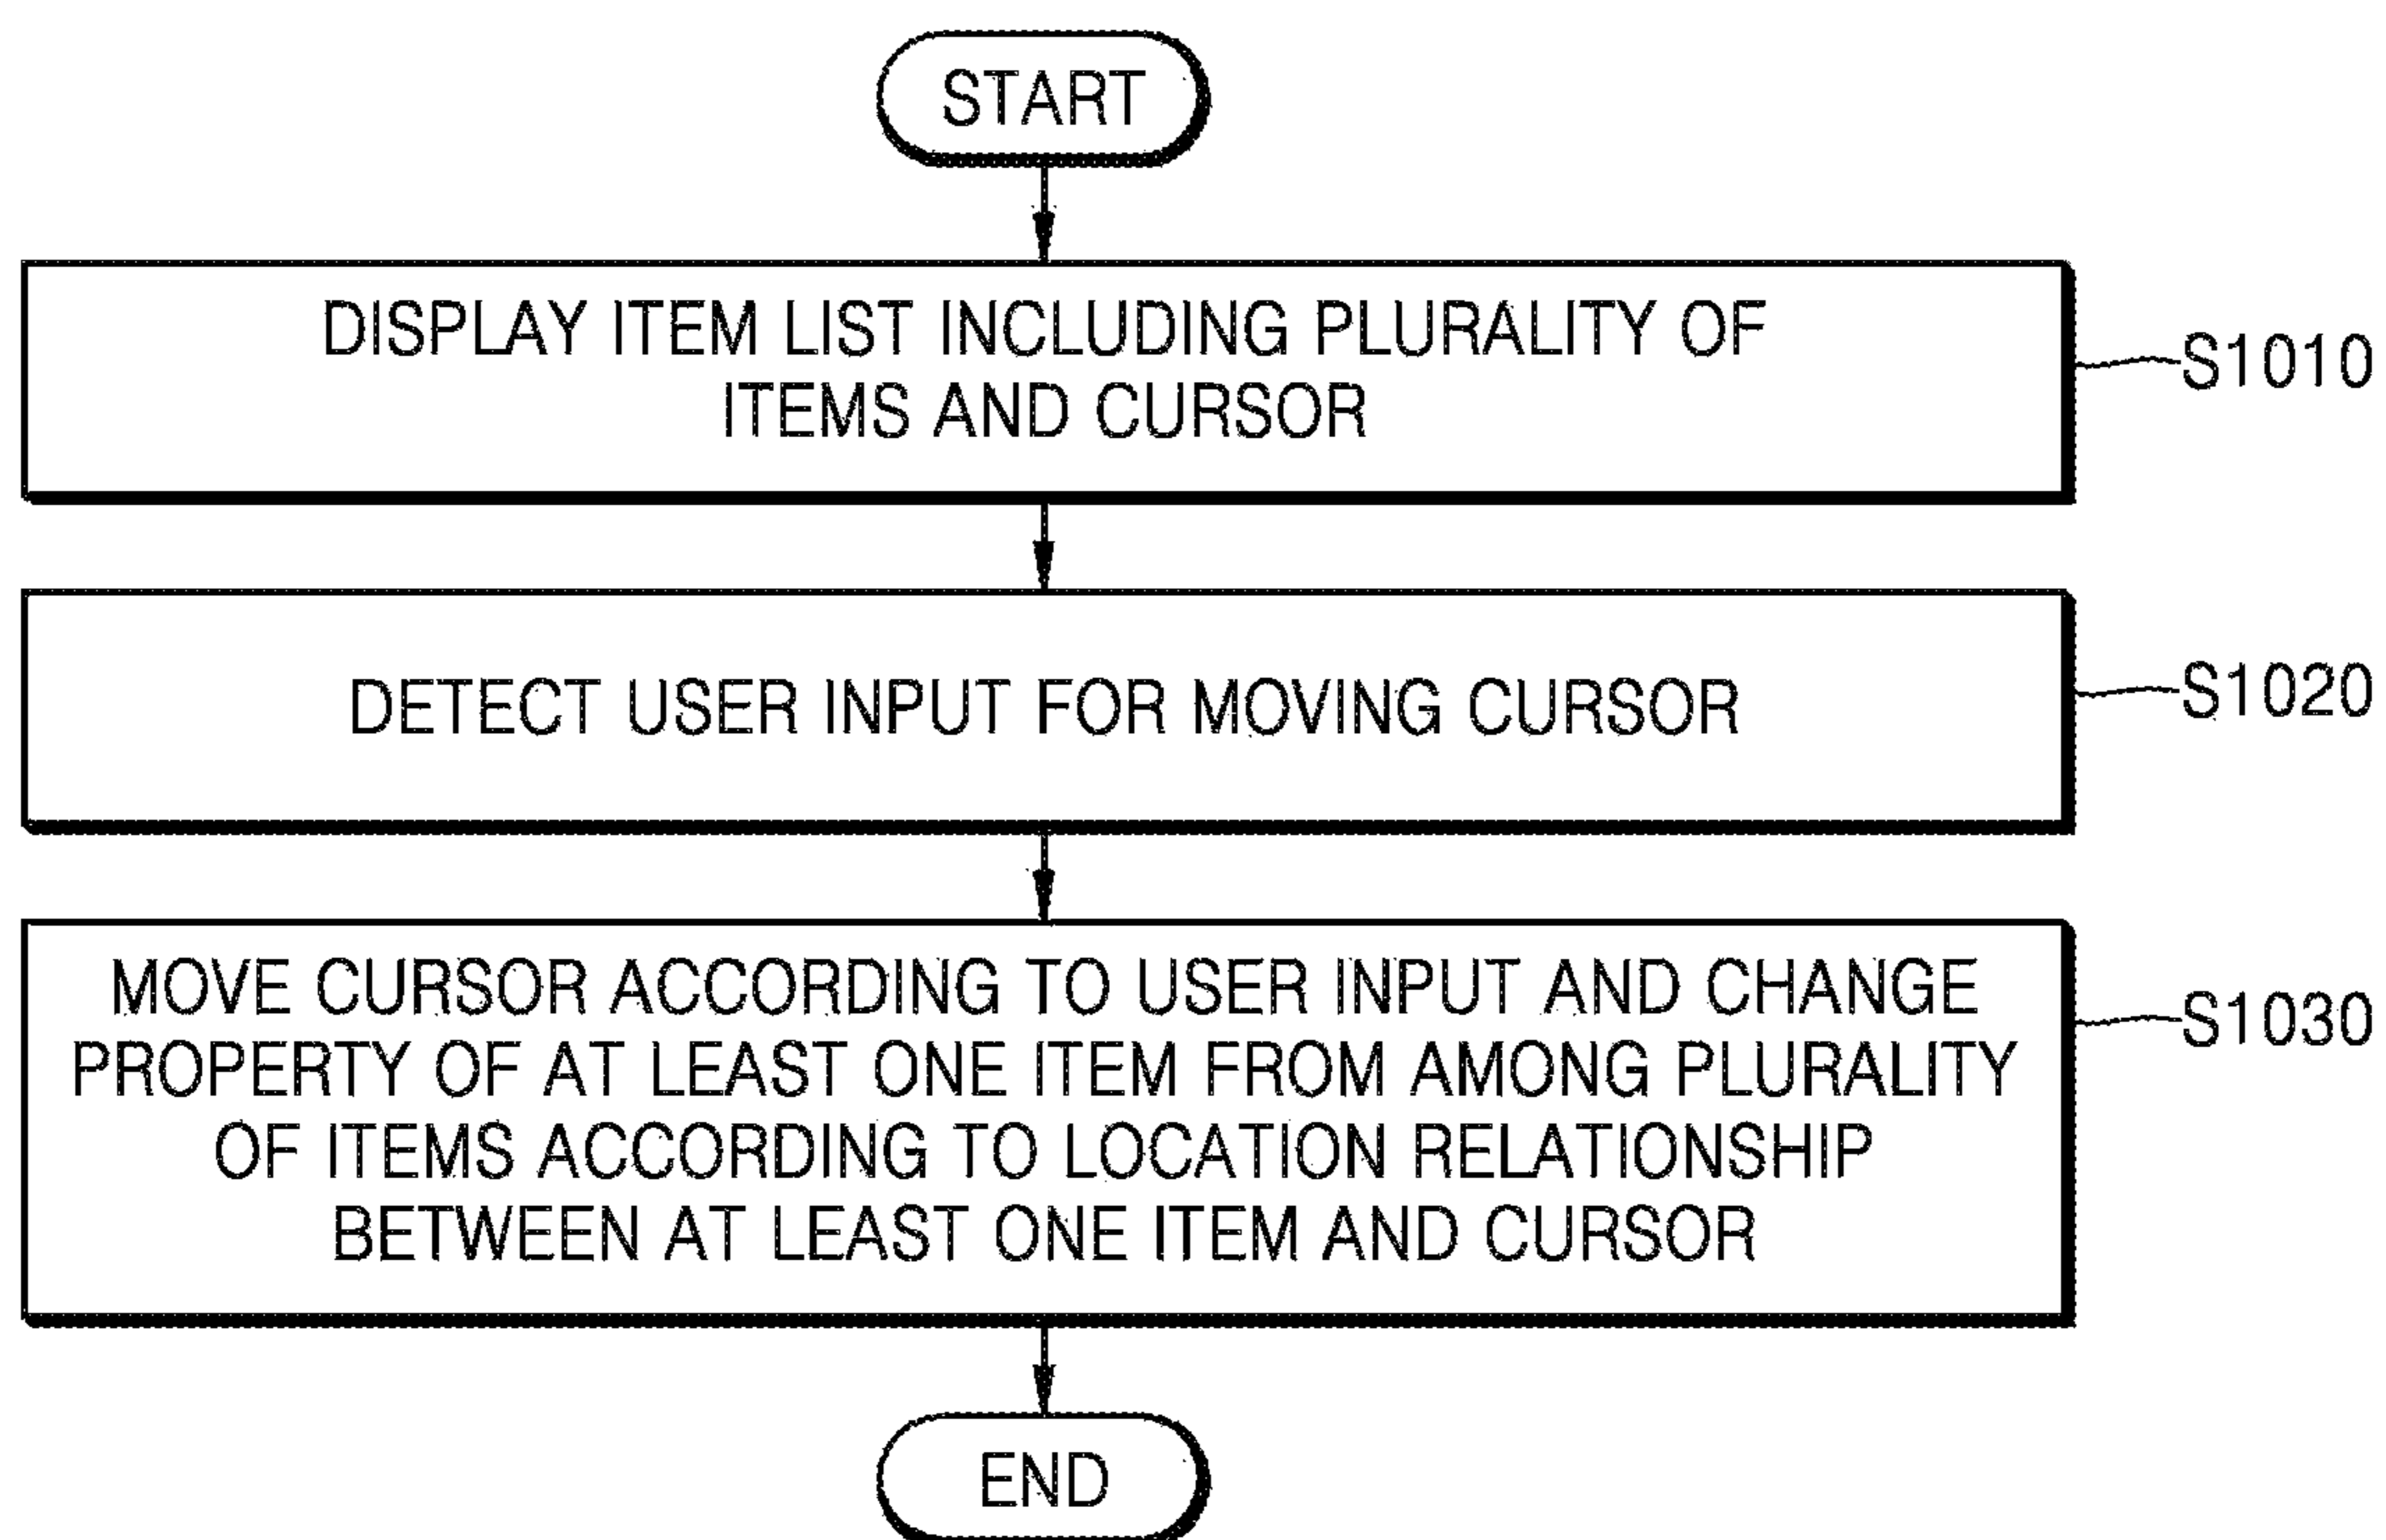 START
DISPLAY ITEM LIST INCLUDING PLURALITY OF
ITEMS AND CURSOR
S1010
DETECT USER INPUT FOR MOVING CURSOR
S1020
MOVE CURSOR ACCORDING TO USER INPUT AND CHANGE
PROPERTY OF AT LEAST ONE ITEM FROM AMONG PLURALITY
OF ITEMS ACCORDING TO LOCATION RELATIONSHIP
BETWEEN AT LEAST ONE ITEM AND CURSOR
S1030
END